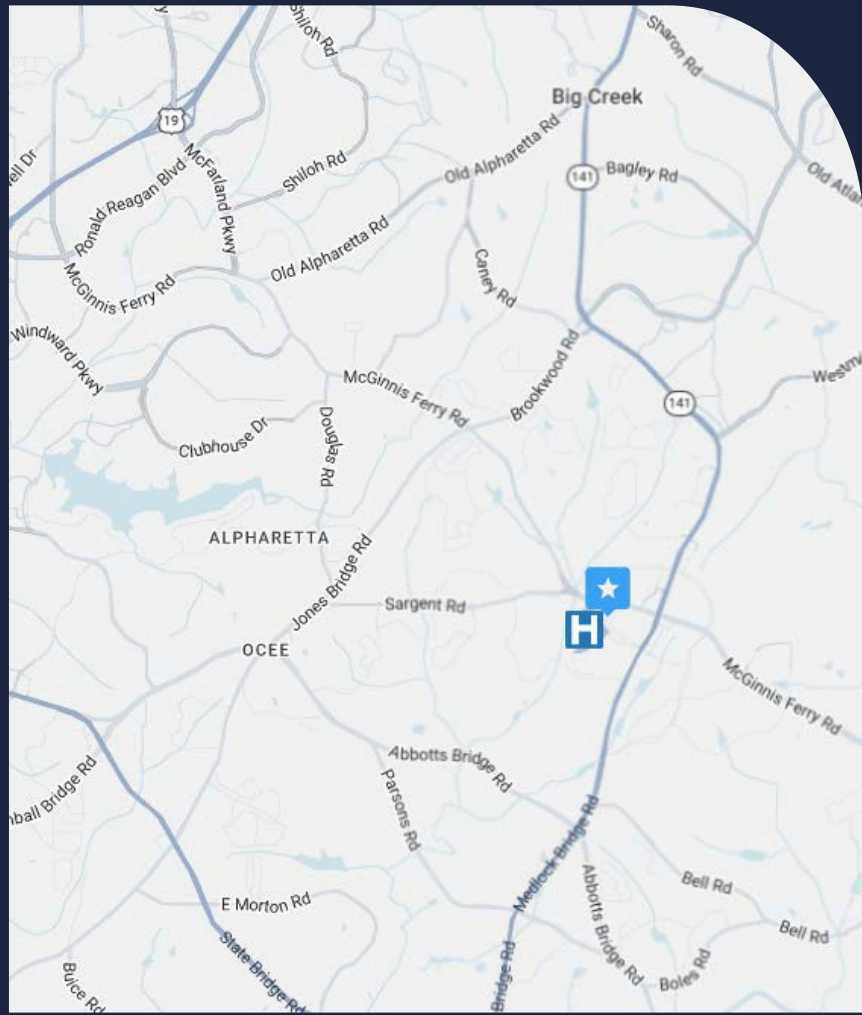 Shiloh Rd
Sharon Rd
Big Creek
19
Old Alpharetta Rd
McFarland Pkwy
Shiloh Rd
141
Bagley Rd
Ronald Reagan Blvd
Old Alpharetta Rd
McGinnis Ferry Rd
Caney Rd
Windward Pkwy
Brookwood Rd
McGinnis Ferry Rd
141
Clubhouse Dr
Douglas Rd
ALPHARETTA
Jones Bridge Rd
Sargent Rd
H
OCEE
McGinnis Ferry Rd
Abbotts Bridge Rd
Parsons Rd
Medlock Bridge Rd
Bell Rd
E Morton Rd
Abbotts Bridge Rd
Bell Rd
State Bridge Rd
Bridge Rd
Boles Rd
Buice Rd